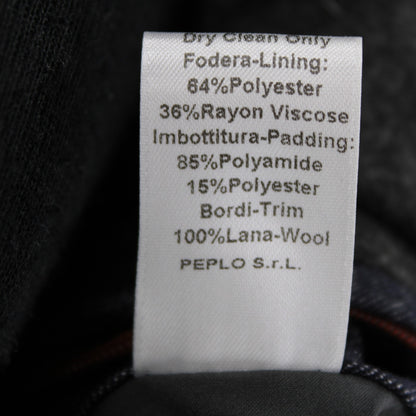 Dry Clean Only
Fodera-Lining:
64%Polyester
36%Rayon Viscose
Imbottitura-Padding:
85%Polyamide
15%Polyester
Bordi-Trim
100%Lana-Wool
PEPLO S.r.L.